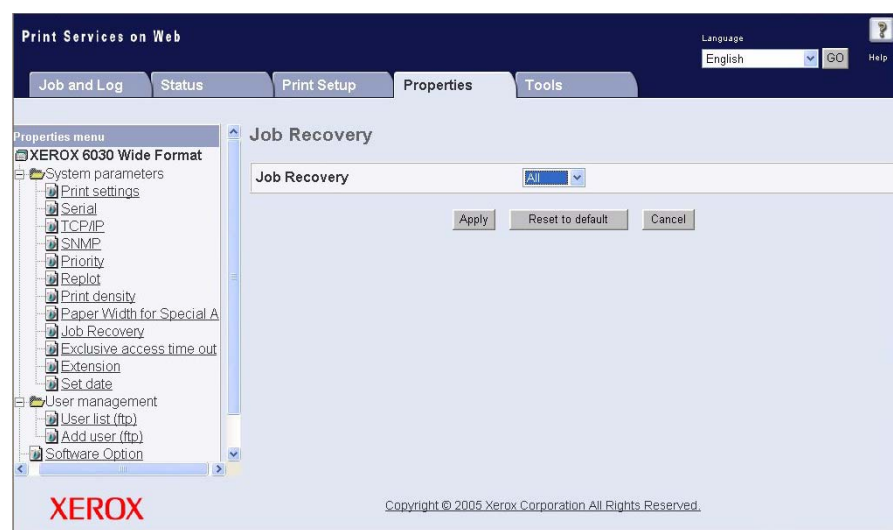 Print Services on Web
Language
English
GO
Help
Job and Log
Status
Print Setup
Properties
Tools
Properties menu
XEROX 6030 Wide Format
System parameters
Print settings
Serial
TCP/IP
SNMP
Priority
Replot
Print density
Paper Width for Special A
Job Recovery
Exclusive access time out
Extension
Set date
User management
User list (ftp)
Add user (ftp)
Software Option
Job Recovery
Job Recovery
All
Apply
Reset to default
Cancel
XEROX
Copyright © 2005 Xerox Corporation All Rights Reserved.